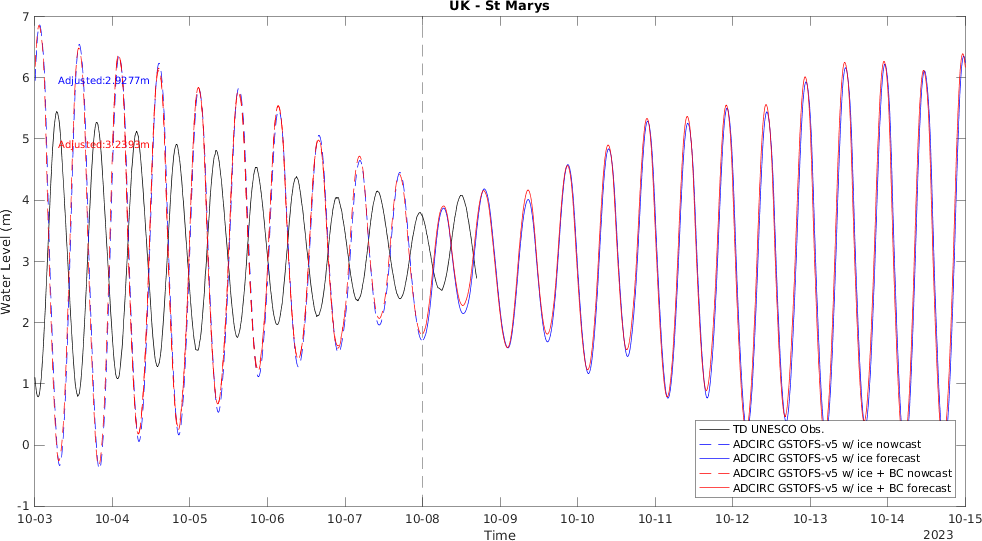 UK - St Marys
7
6
5
4
3
2
1
0
-1
Water Level (m)
Adjusted:2.9277m
Adjusted:3.2393m
TD UNESCO Obs.
ADCIRC GSTOFS-v5 w/ ice nowcast
ADCIRC GSTOFS-v5 w/ ice forecast
ADCIRC GSTOFS-v5 w/ ice + BC nowcast
ADCIRC GSTOFS-v5 w/ ice + BC forecast
10-03 10-04 10-05 10-06 10-07 10-08 10-09 10-10 10-11 10-12 10-13 10-14 10-15
Time
2023